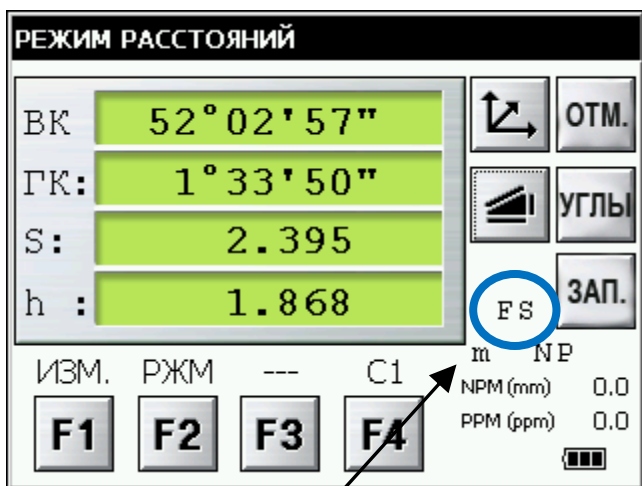 РЕЖИМ РАССТОЯНИЙ
ВК 52°02'57"
ОТМ.
ГК: 1°33'50"
УГЛЫ
S: 2.395
h : 1.868
FS
ЗАП.
m NP
ИЗМ. РЖМ --- C1
NPM (mm) 0.0
F1 F2 F3 F4
PPM (ppm) 0.0